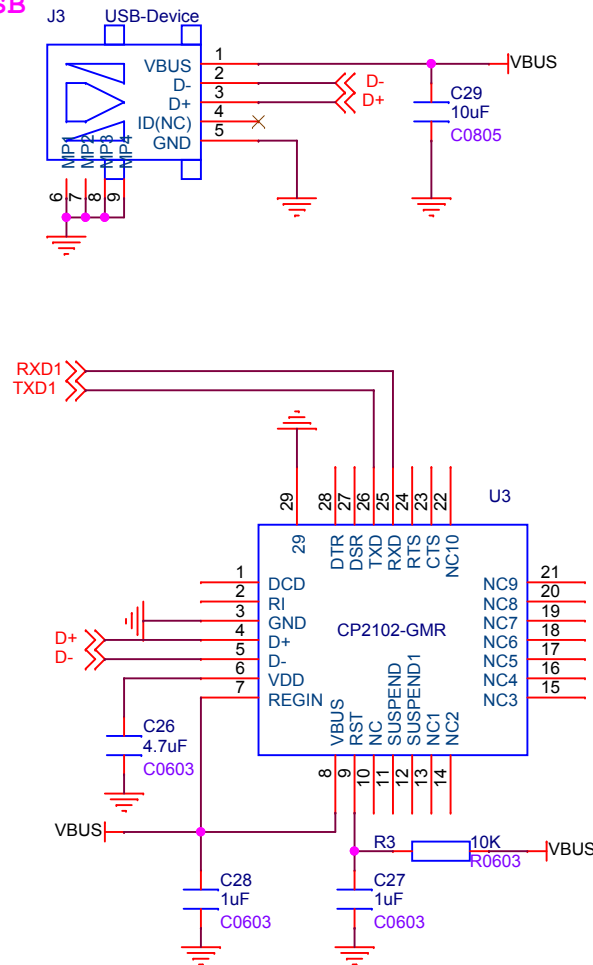 SB
J3 USB-Device
VBUS 1
D- 2
D+ 3
ID(NC) 4
GND 5
MP1 6
MP2 7
MP3 8
MP4 9
D-
D+
VBUS
C29
10uF
C0805
RXD1
TXD1
U3
29 28 27 26 25 24 23 22
29 DTR DSR TXD RXD RTS CTS NC10
CP2102-GMR
1 DCD
2 RI
3 GND
D+ 4 D+
D- 5 D-
6 VDD
7 REGIN
NC9 21
NC8 20
NC7 19
NC6 18
NC5 17
NC4 16
NC3 15
VBUS RST NC SUSPEND SUSPEND1 NC1 NC2
8 9 10 11 12 13 14
C26
4.7uF
C0603
VBUS
R3 10K VBUS
R0603
C28
1uF
C0603
C27
1uF
C0603